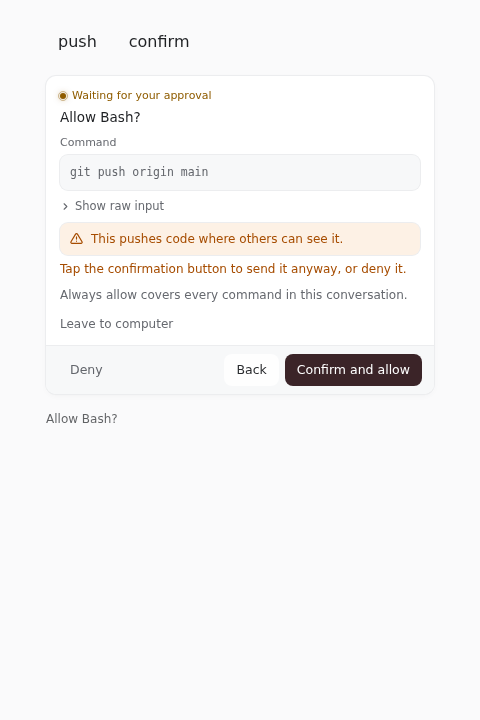 push confirm
Waiting for your approval
Allow Bash?
Command
git push origin main
Show raw input
This pushes code where others can see it.
Tap the confirmation button to send it anyway, or deny it.
Always allow covers every command in this conversation.
Leave to computer
Deny Back Confirm and allow
Allow Bash?